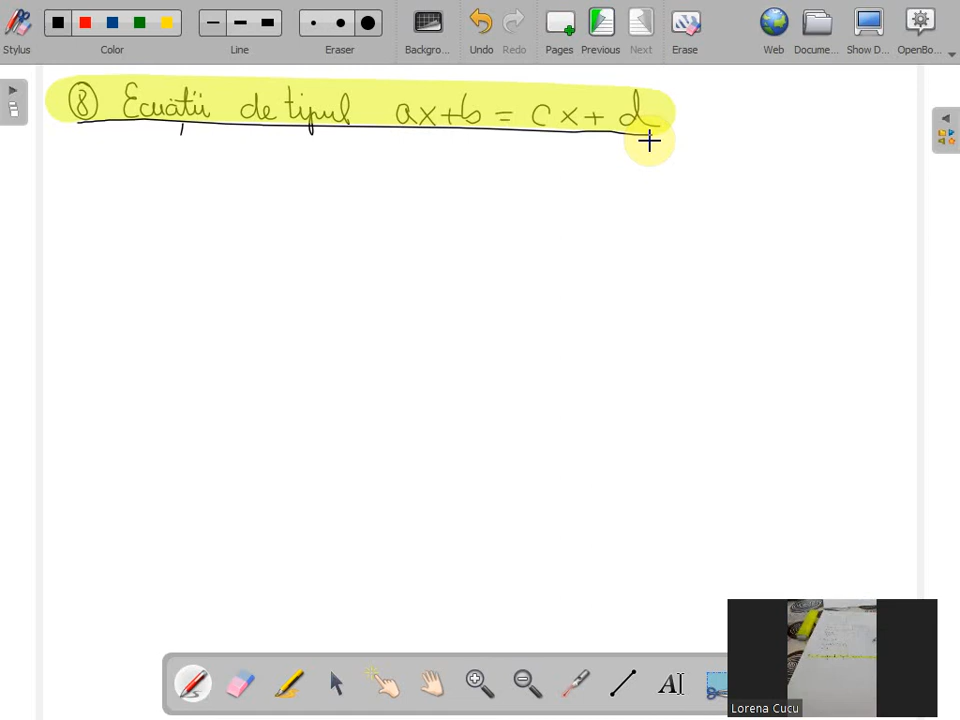 Color
Line
Eraser
Stylus
Backgro...
Undo
Redo
Pages
Previous
Next
Erase
Web
Docume...
Show D...
OpenBo...
⑧ Ecuații de tipul ax+b = cx+d
A
Lorena Cucu